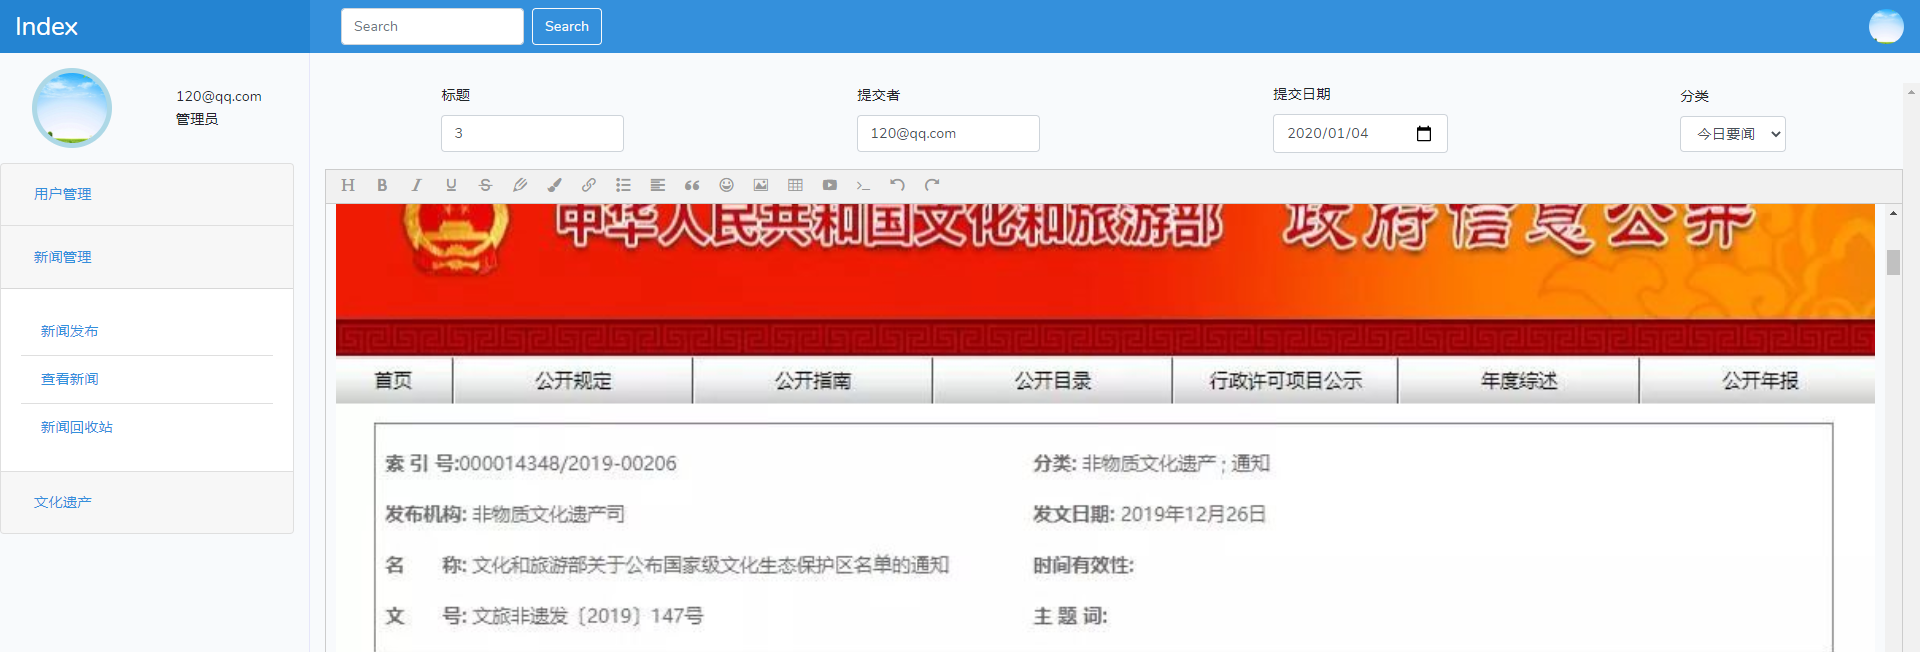 Index
Search
Search
120@qq.com
管理员
用户管理
新闻管理
新闻发布
查看新闻
新闻回收站
文化遗产
标题
提交者
提交日期
分类
3
120@qq.com
2020/01/04
今日要闻
中华人民共和国文化和旅游部 政府信息公开
首页 公开规定 公开指南 公开目录 行政许可项目公示 年度综述 公开年报
索 引 号:000014348/2019-00206
分类: 非物质文化遗产 ; 通知
发布机构: 非物质文化遗产司
发文日期: 2019年12月26日
名 称: 文化和旅游部关于公布国家级文化生态保护区名单的通知
时间有效性:
文 号: 文旅非遗发〔2019〕147号
主 题 词: